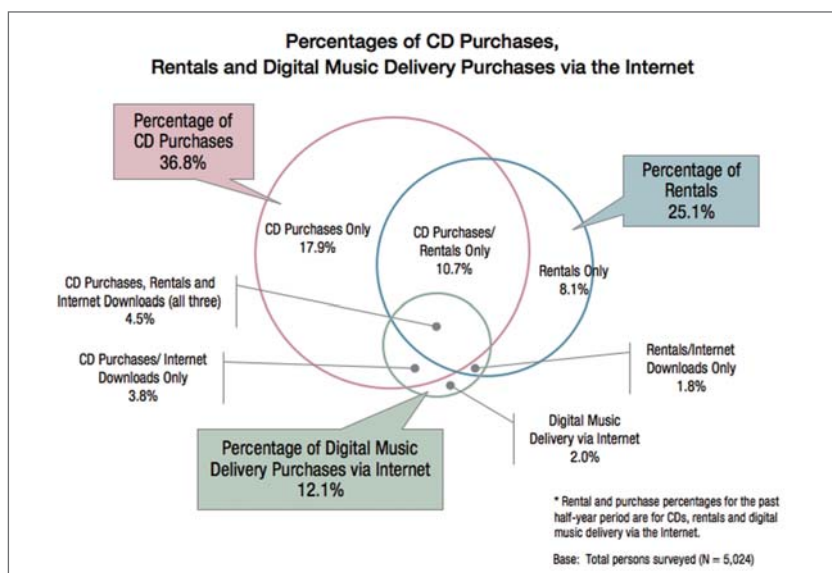 Percentages of CD Purchases,
Rentals and Digital Music Delivery Purchases via the Internet
Percentage of
CD Purchases
36.8%
Percentage of
Rentals
25.1%
CD Purchases Only
17.9%
CD Purchases/
Rentals Only
10.7%
Rentals Only
8.1%
CD Purchases, Rentals and
Internet Downloads (all three)
4.5%
CD Purchases/ Internet
Downloads Only
3.8%
Rentals/Internet
Downloads Only
1.8%
Digital Music
Delivery via Internet
2.0%
Percentage of Digital Music
Delivery Purchases via Internet
12.1%
* Rental and purchase percentages for the past
half-year period are for CDs, rentals and digital
music delivery via the Internet.
Base: Total persons surveyed (N = 5,024)